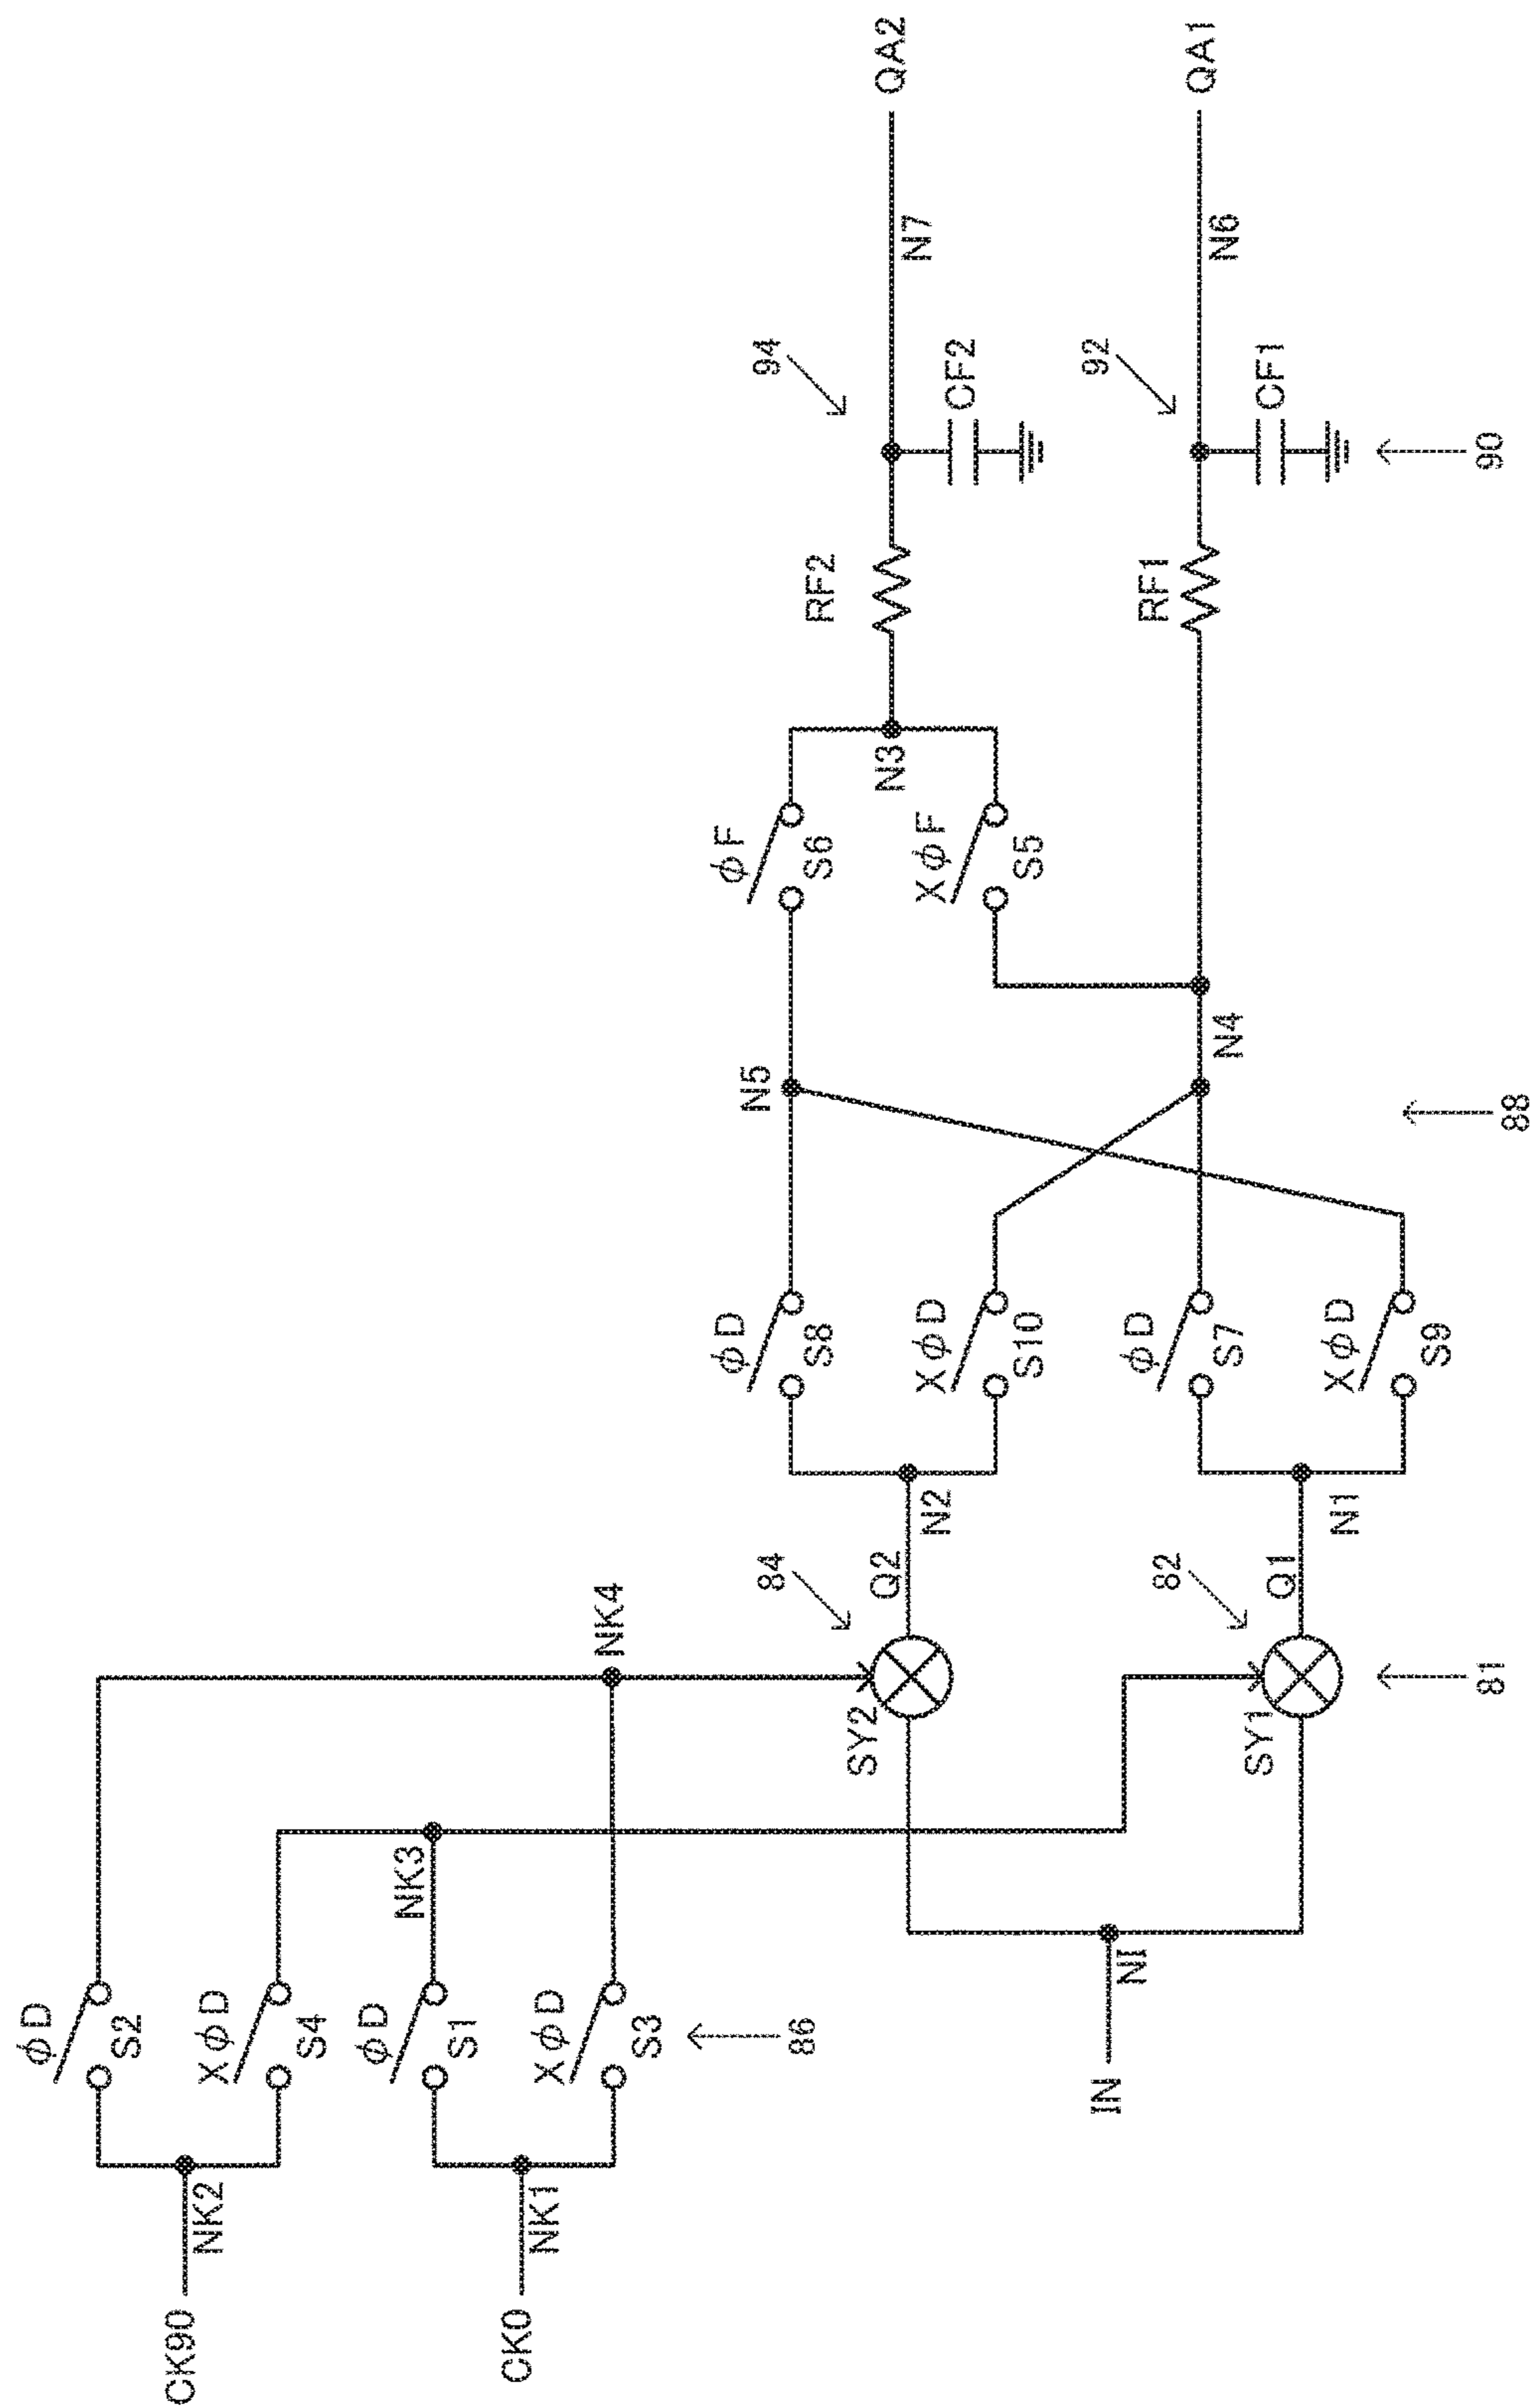 CK90
NK2
CK0
NK1
φD
S2
XφD
S4
φD
S1
XφD
S3
86
NK3
NK4
IN
NI
SY2
84
Q2
N2
SY1
82
Q1
N1
81
φD
S8
XφD
S10
φD
S7
XφD
S9
N5
N4
88
φF
S6
XφF
S5
N3
RF2
RF1
94
CF2
92
CF1
90
N7
N6
QA2
QA1